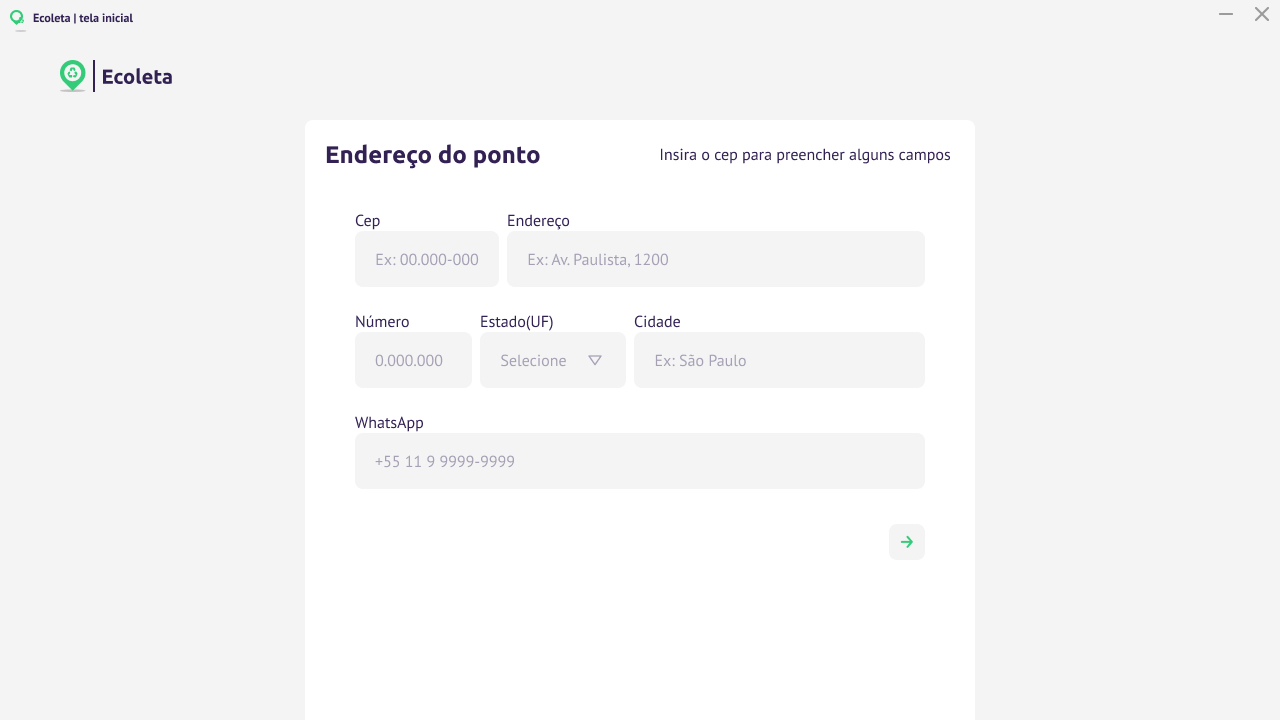 Ecoleta | tela inicial
Ecoleta
Endereço do ponto
Insira o cep para preencher alguns campos
Cep
Endereço
Ex: 00.000-000
Ex: Av. Paulista, 1200
Número
Estado(UF)
Cidade
0.000.000
Selecione
Ex: São Paulo
WhatsApp
+55 11 9 9999-9999